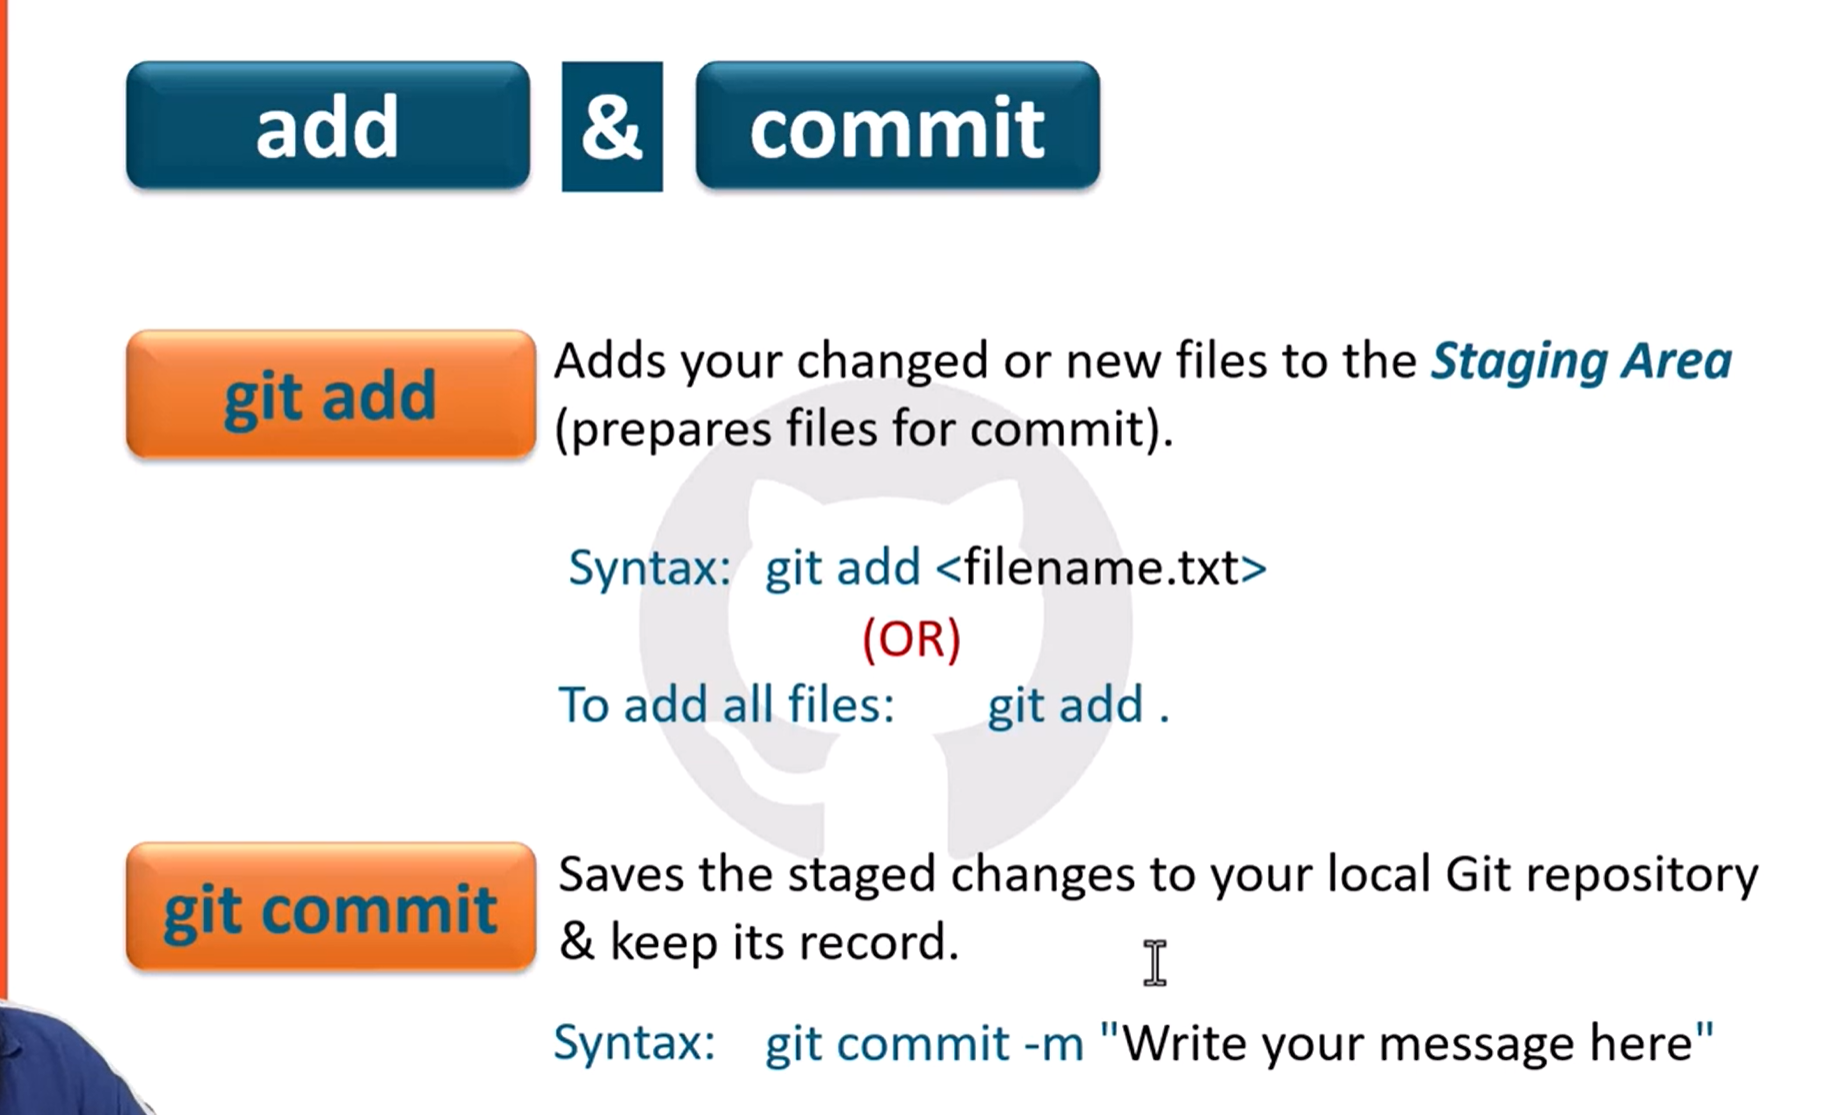 add & commit
git add
Adds your changed or new files to the Staging Area
(prepares files for commit).
Syntax: git add <filename.txt>
(OR)
To add all files: git add .
git commit
Saves the staged changes to your local Git repository
& keep its record.
Syntax: git commit -m "Write your message here"